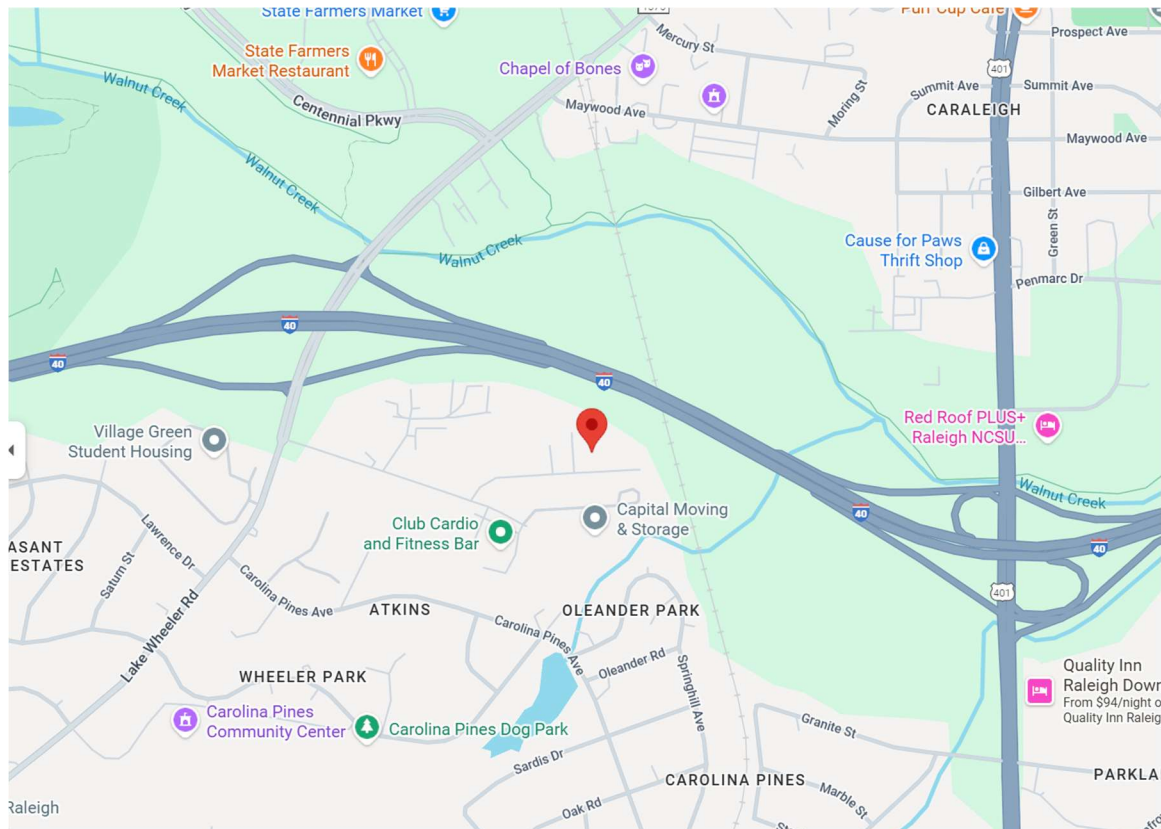 State Farmers Market
1375
Puff Cup Cafe
Prospect Ave
Mercury St
State Farmers
Market Restaurant
Chapel of Bones
401
Summit Ave
Summit Ave
Walnut Creek
Centennial Pkwy
Maywood Ave
Moring St
CARALEIGH
Maywood Ave
Walnut Creek
Gilbert Ave
Green St
Walnut Creek
Cause for Paws
Thrift Shop
Penmarc Dr
40
40
40
Village Green
Student Housing
Red Roof PLUS+
Raleigh NCSU...
Walnut Creek
Capital Moving
& Storage
40
Club Cardio
and Fitness Bar
Lawrence Dr
40
ASANT
ESTATES
Saturn St
Carolina Pines Ave
401
ATKINS
OLEANDER PARK
Lake Wheeler Rd
Carolina Pines Ave
Oleander Rd
WHEELER PARK
Springhill Ave
Quality Inn
Raleigh Down
From $94/night o
Quality Inn Raleig
Carolina Pines
Community Center
Carolina Pines Dog Park
Granite St
Sardis Dr
CAROLINA PINES
PARKLA
Marble St
Raleigh
Oak Rd